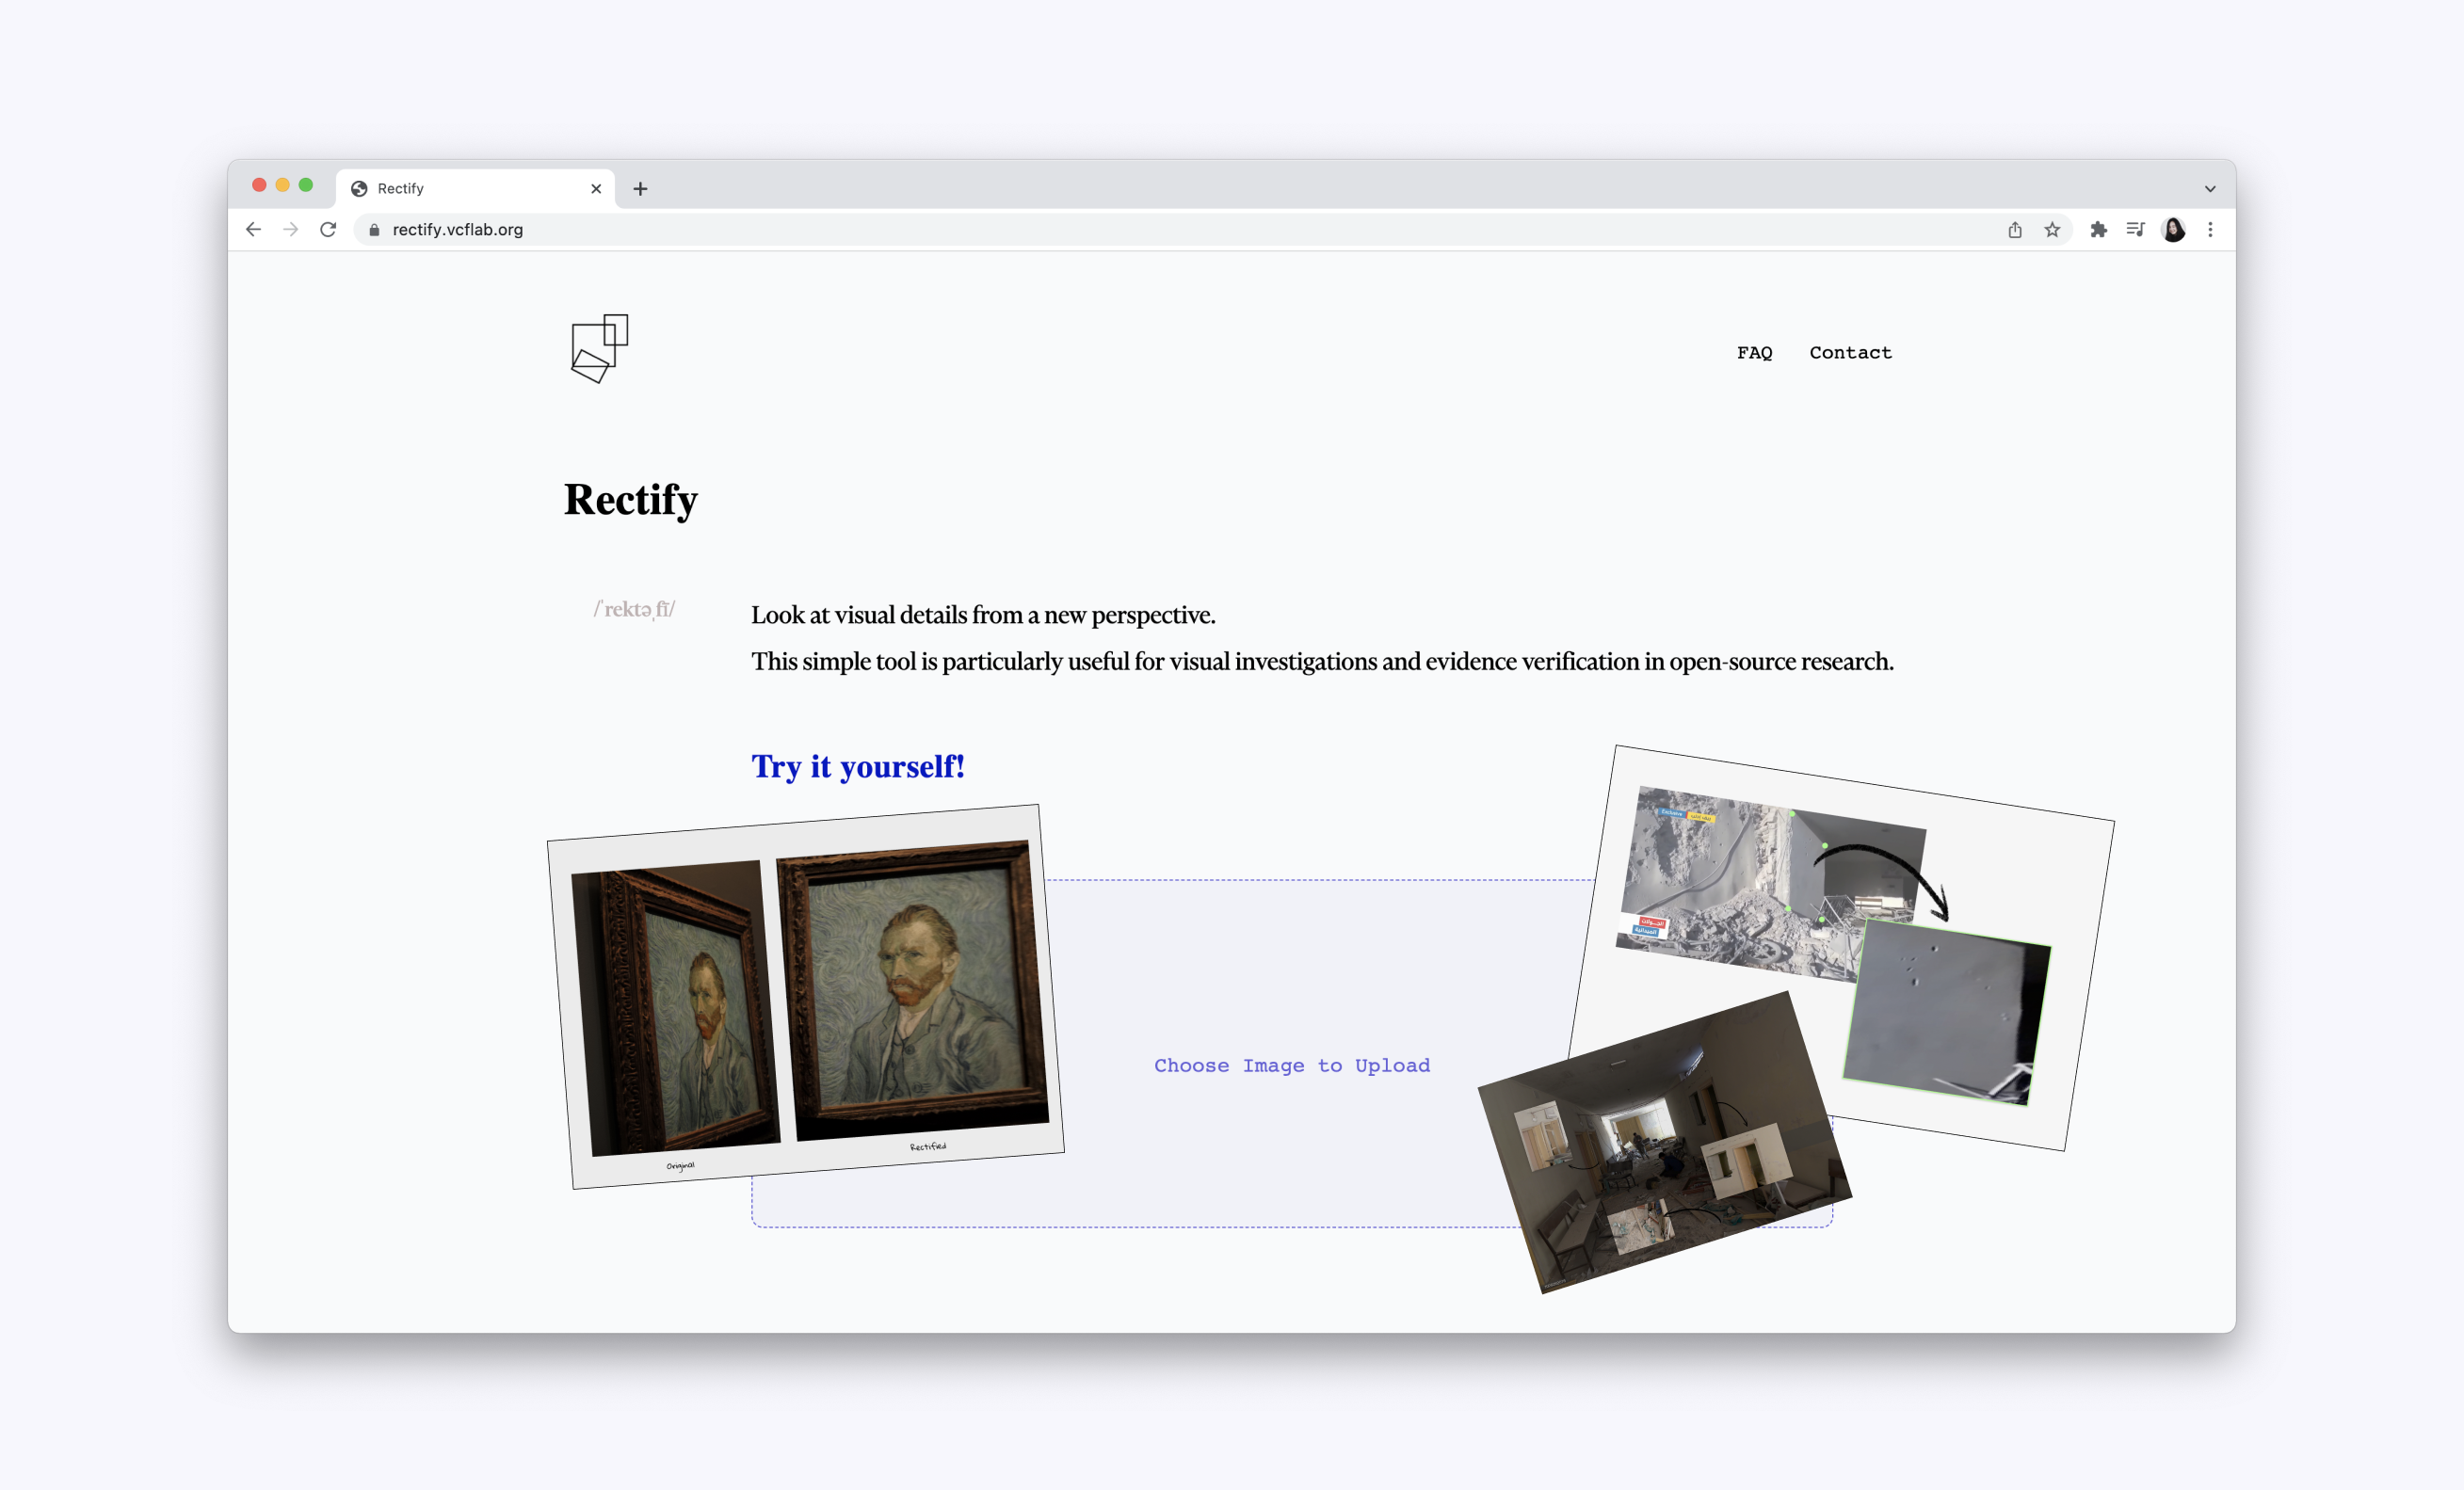 Rectify
rectify.vcflab.org
FAQ Contact
Rectify
/ˈrektəˌfī/
Look at visual details from a new perspective.
This simple tool is particularly useful for visual investigations and evidence verification in open-source research.
Try it yourself!
Exclusive
Choose Image to Upload
Original
Rectified